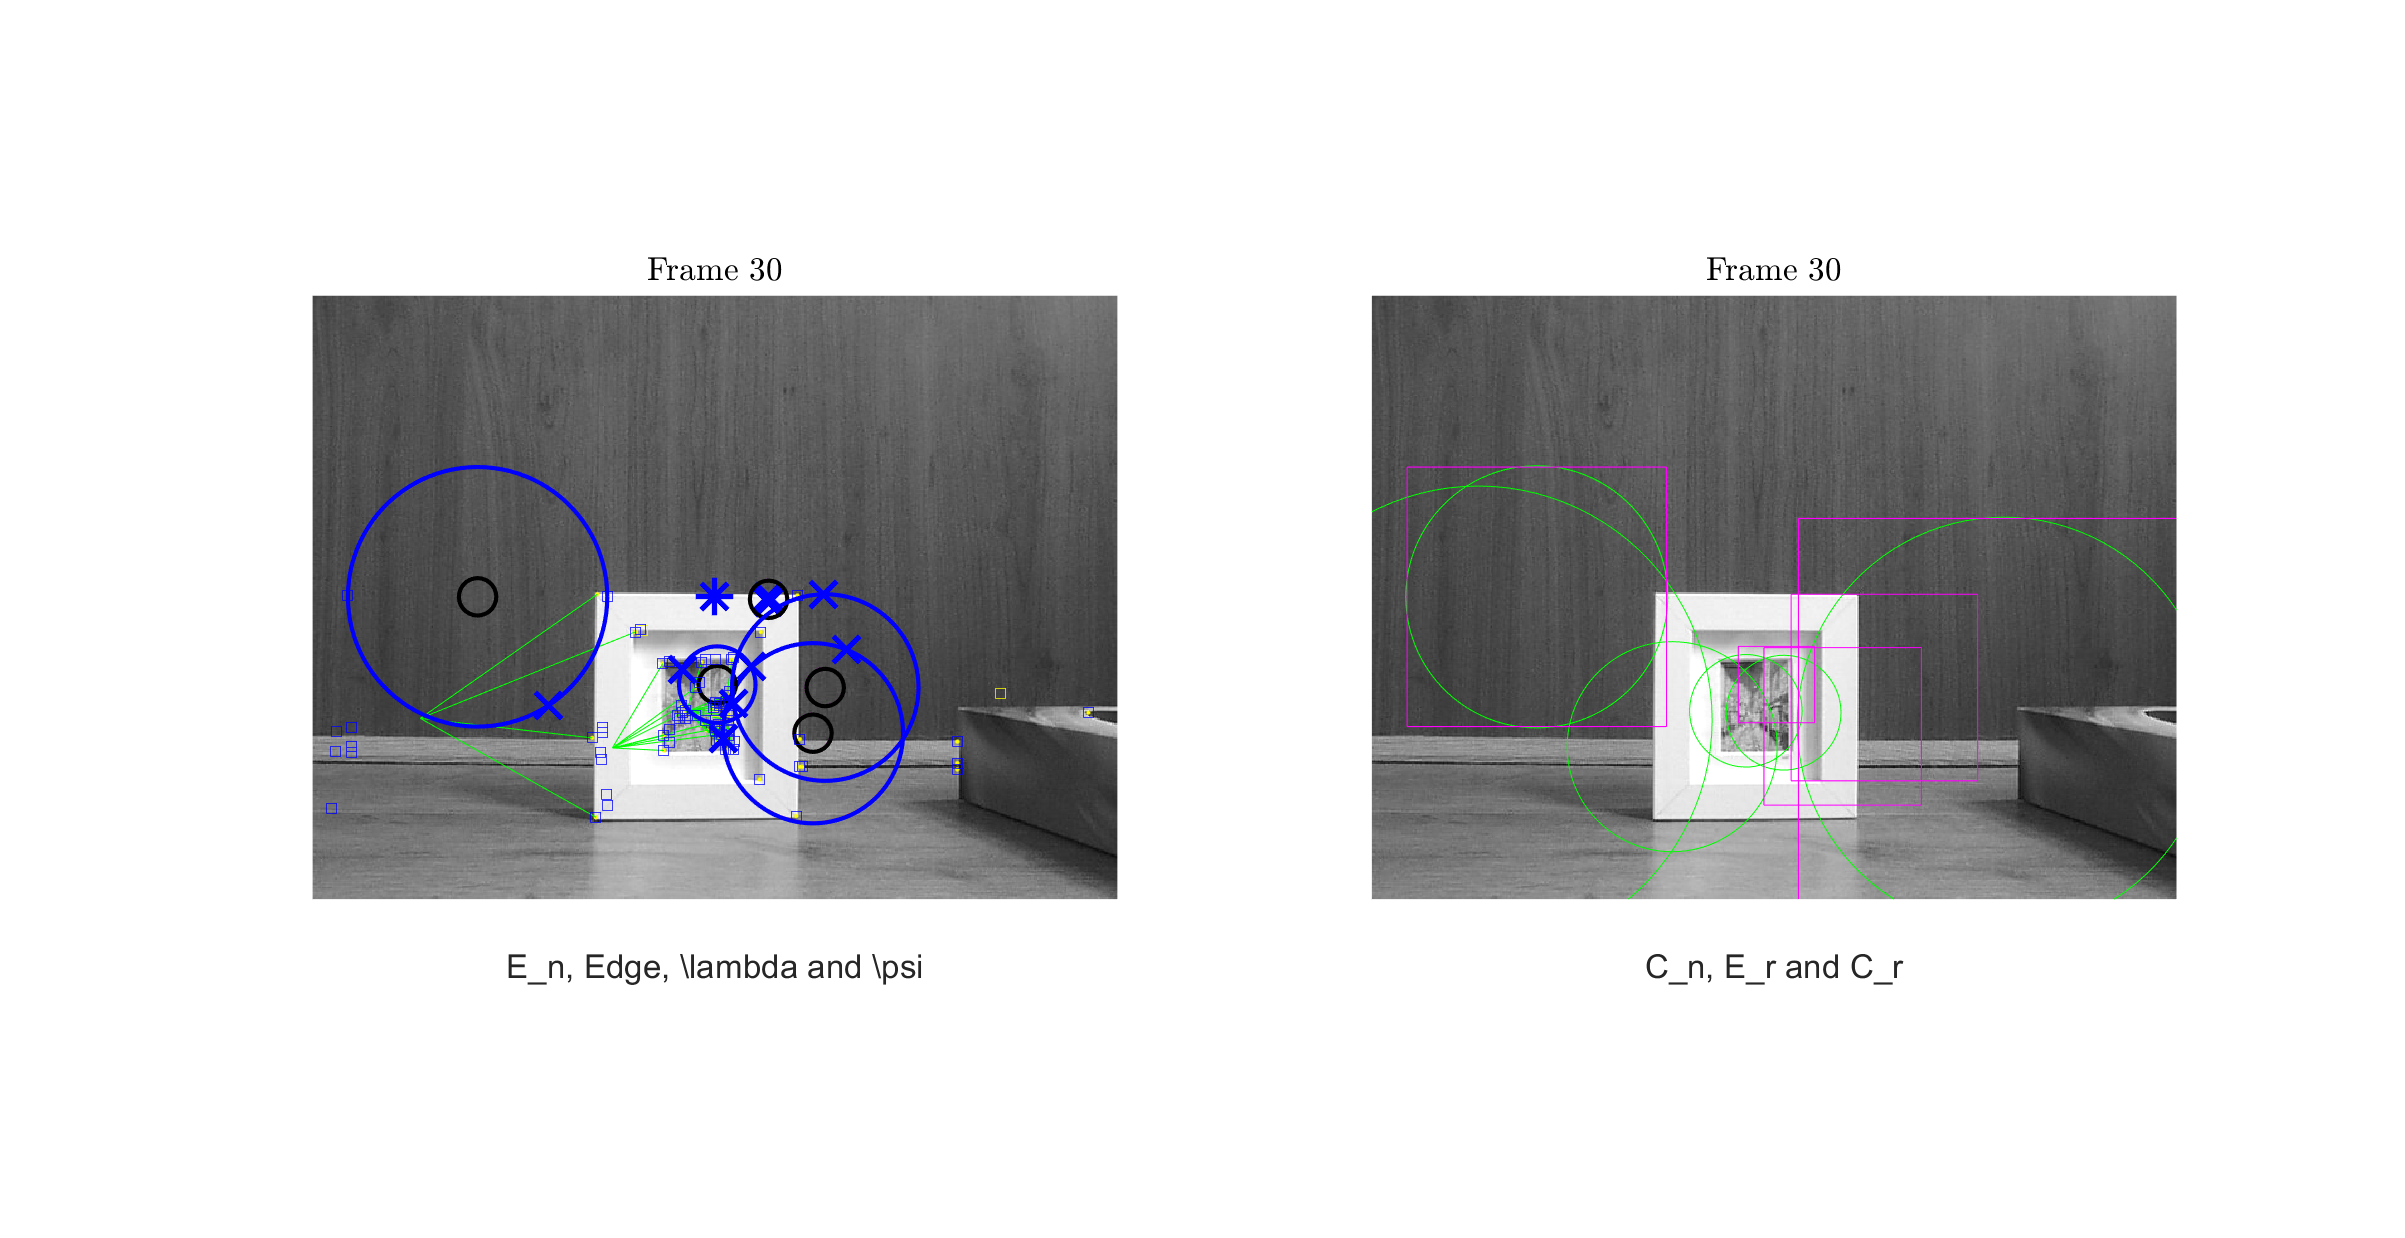 Frame 30
Frame 30
E_n, Edge, \lambda and \psi
C_n, E_r and C_r